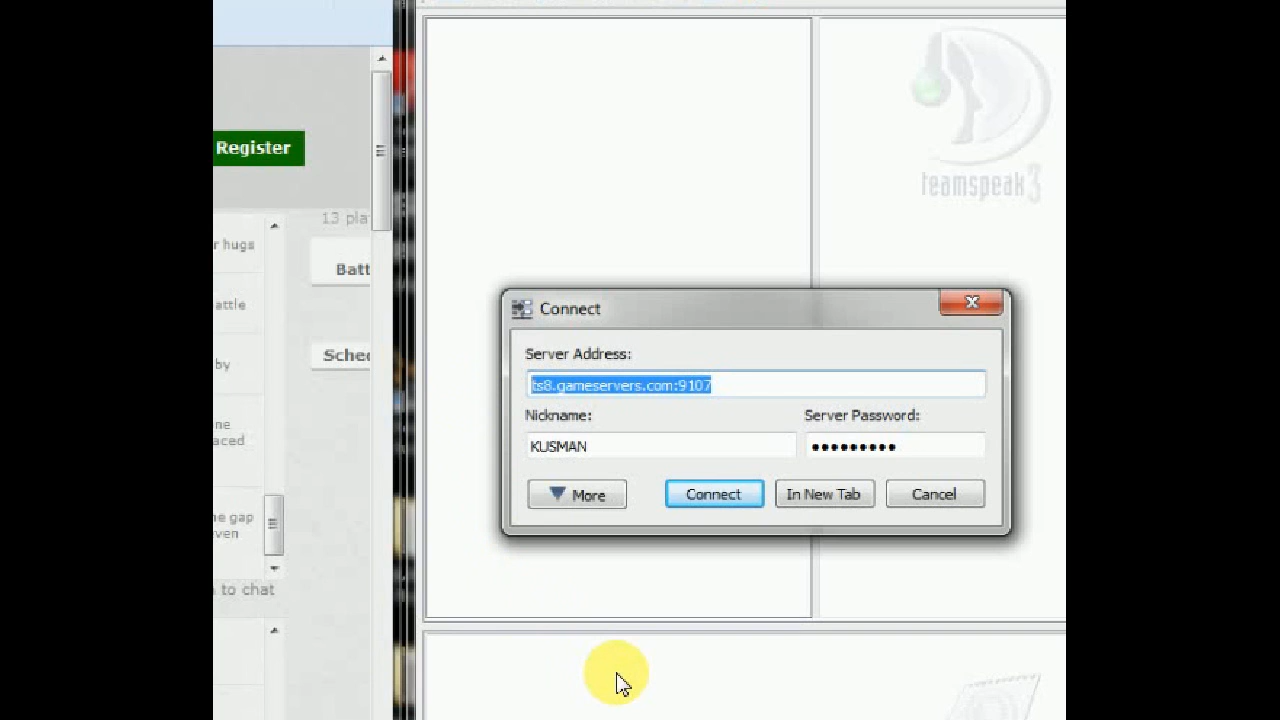 Register
13 pla
r hugs
Batt
attle
Sched
by
ne
aced
ne gap
ven
to chat
teamspeak3
Connect
Server Address:
ts8.gameservers.com:9107
Nickname:
Server Password:
KUSMAN
More
Connect
In New Tab
Cancel